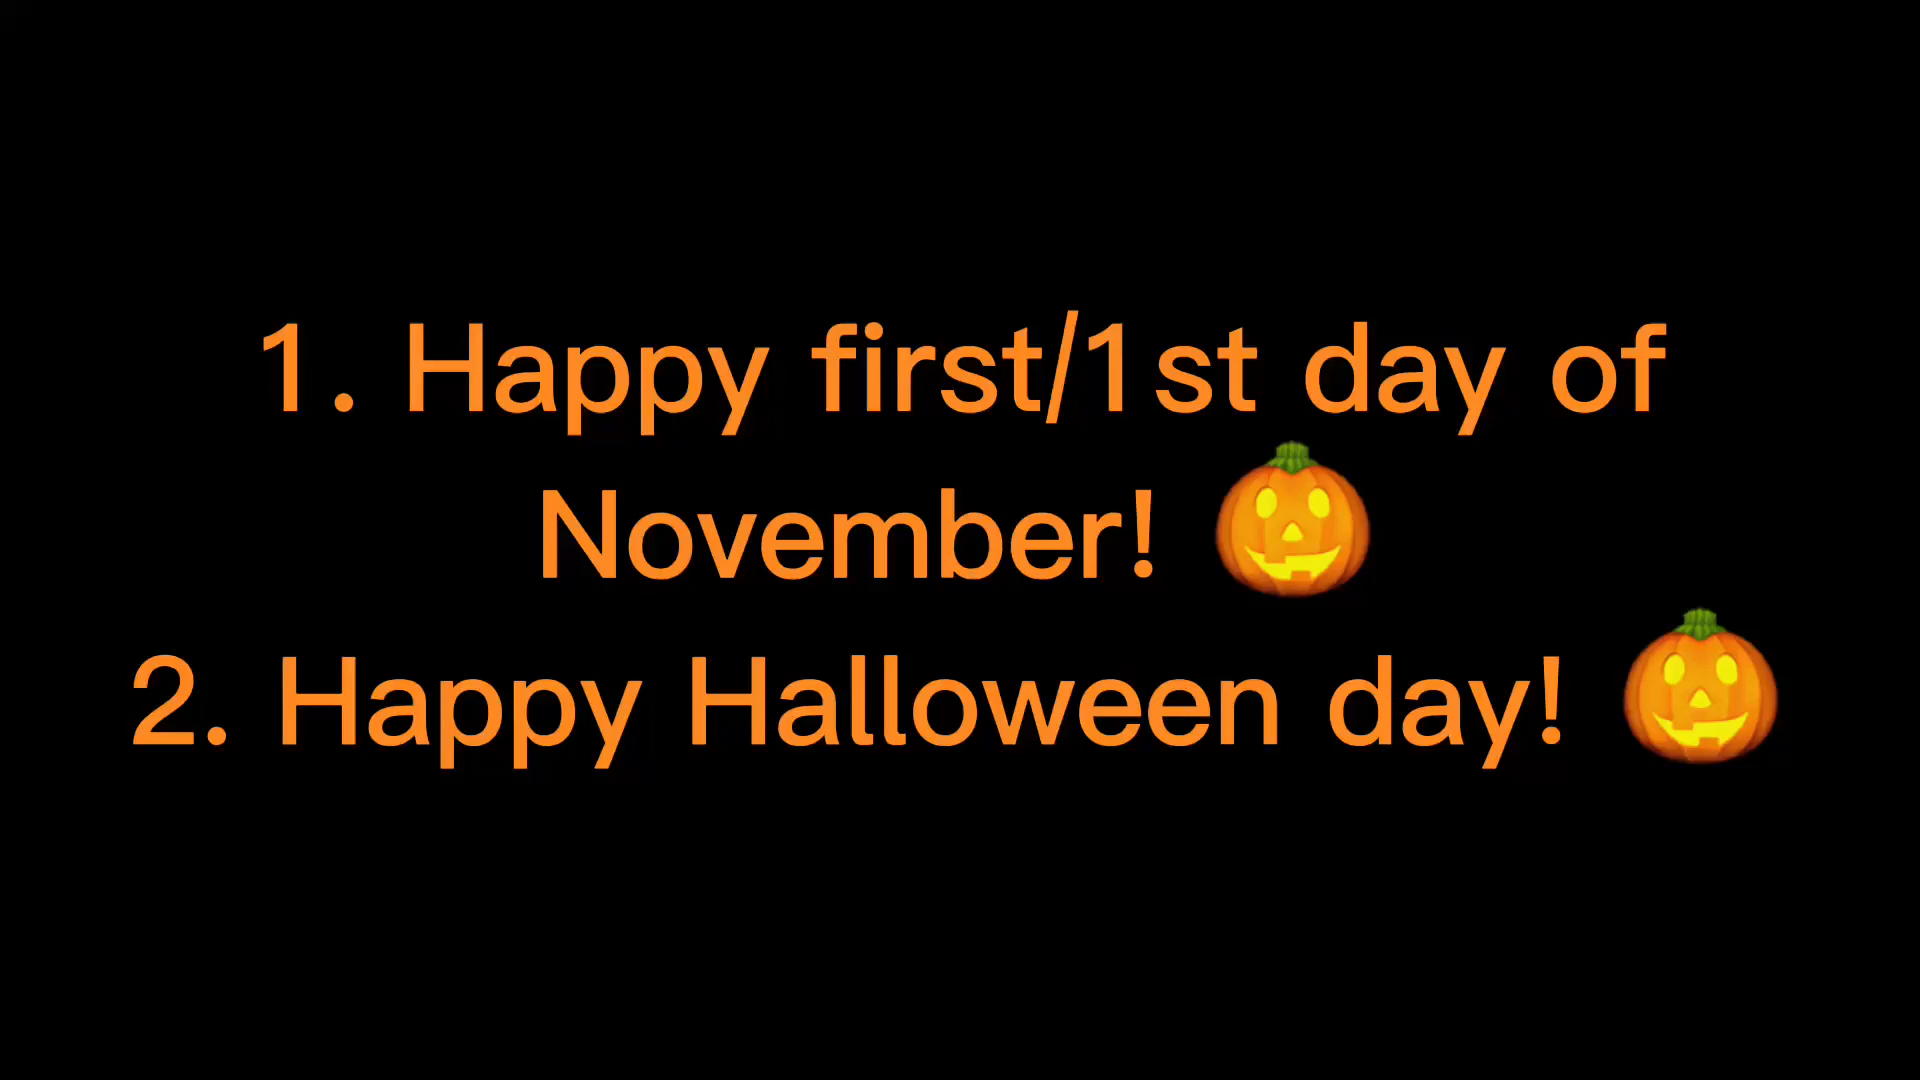 1. Happy first/1st day of
November! 🎃
2. Happy Halloween day! 🎃